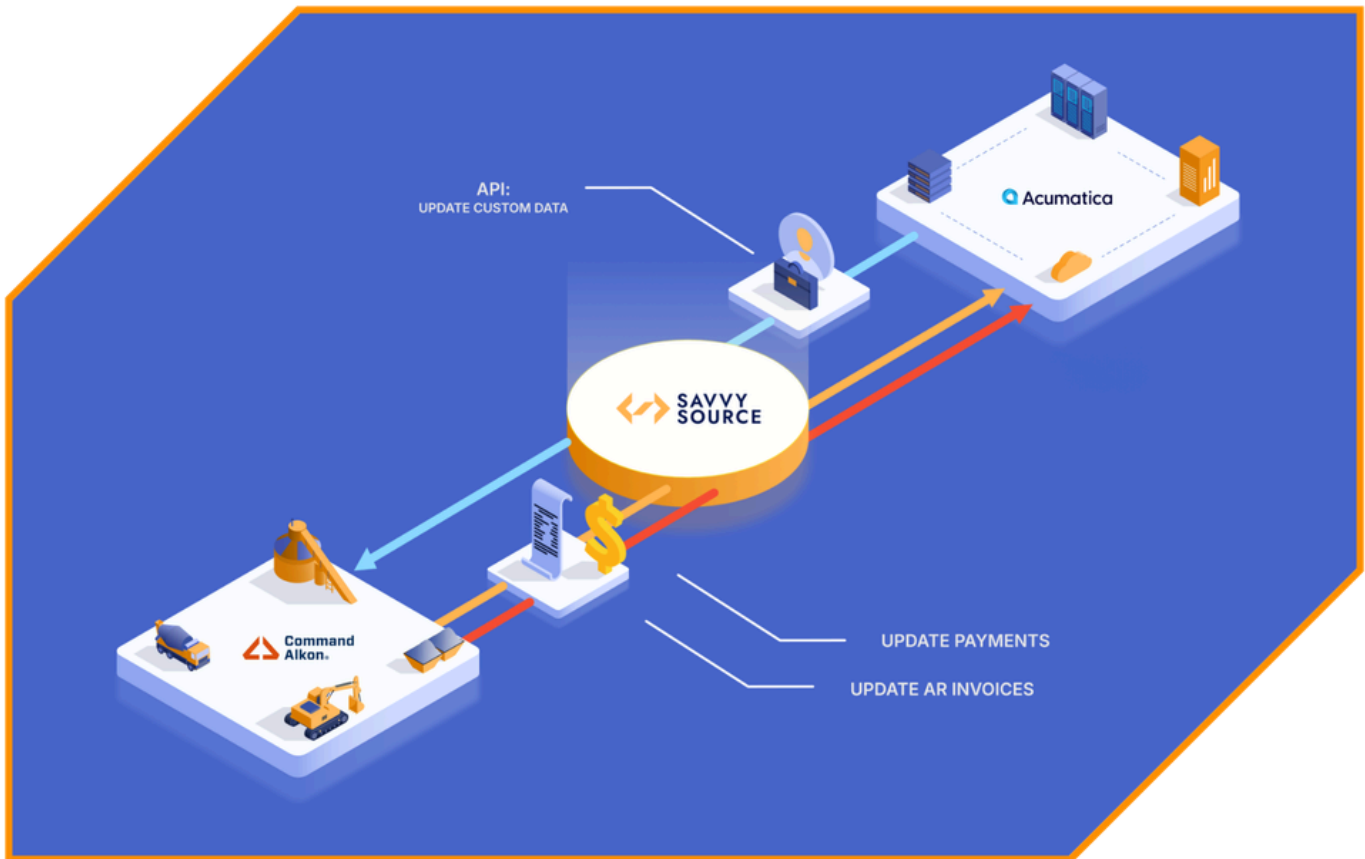 API:
UPDATE CUSTOM DATA
Acumatica
SAVVY
SOURCE
Command
Alkon.
UPDATE PAYMENTS
UPDATE AR INVOICES